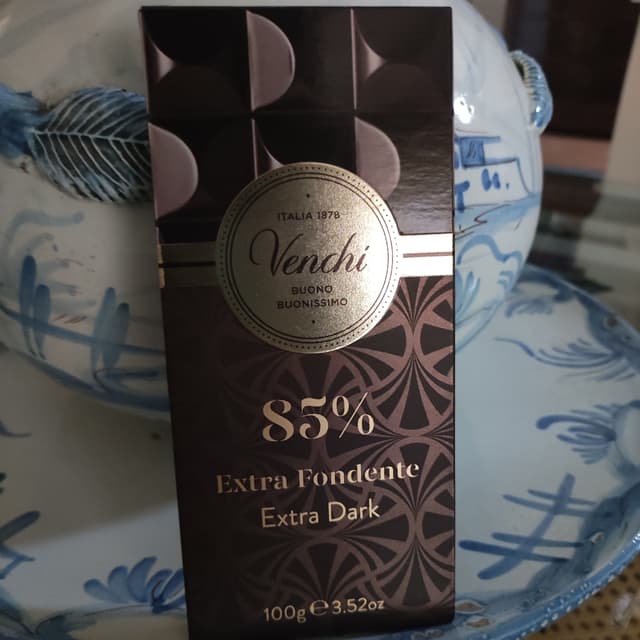 ITALIA 1878
Venchi
BUONO
BUONISSIMO
85%
Extra Fondente
Extra Dark
100g ℮ 3.52oz